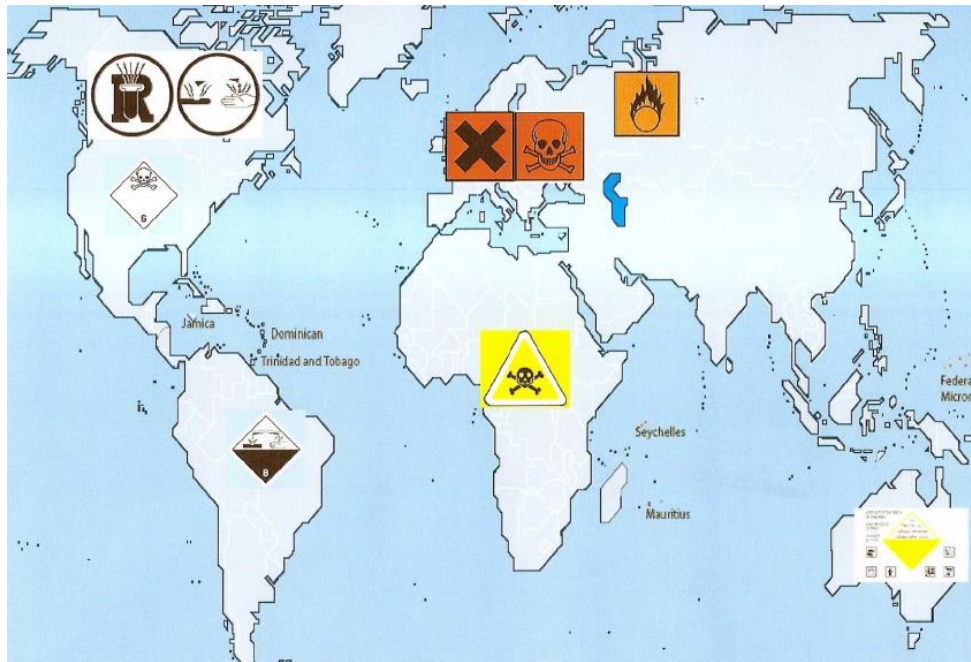 R
6
Jamica
Dominican
Trinidad and Tobago
Federa
Micron
Seychelles
8
Mauritius